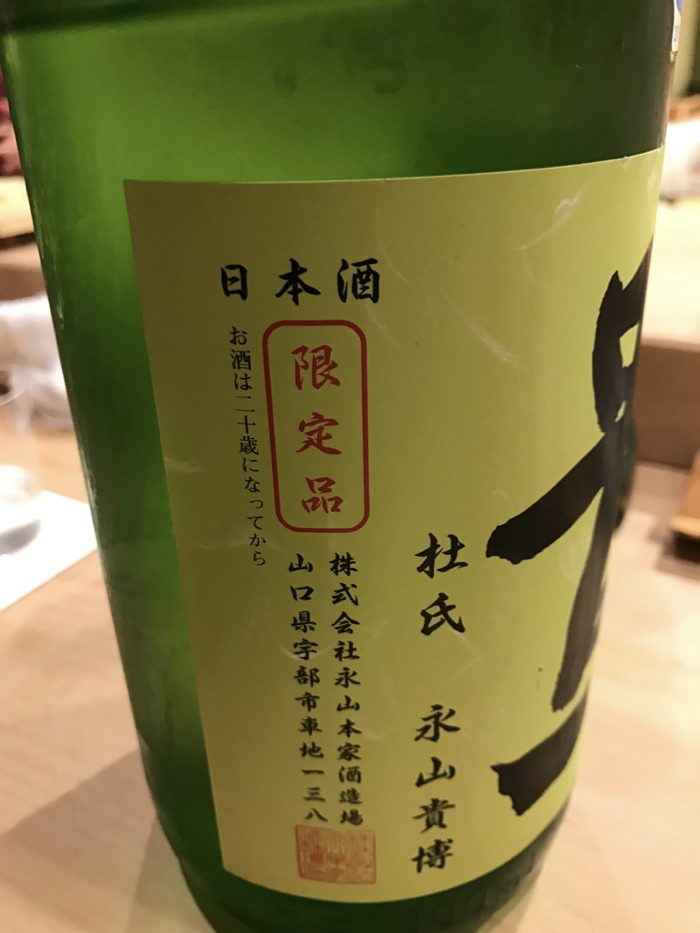 日本酒
限定品
お酒は二十歳になってから
杜氏 永山貴博
株式会社永山本家酒造場
山口県宇部市車地一三八